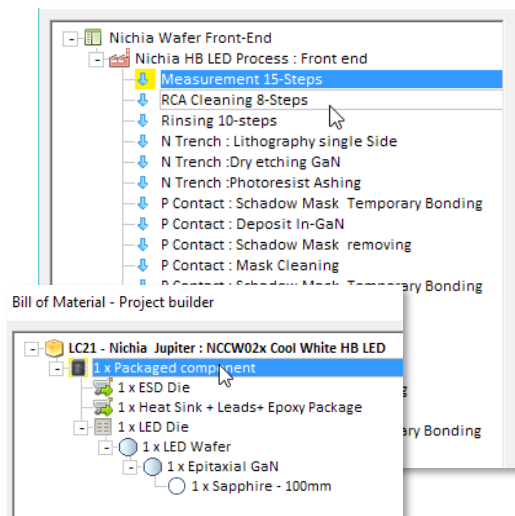 Nichia Wafer Front-End
Nichia HB LED Process : Front end
Measurement 15-Steps
RCA Cleaning 8-Steps
Rinsing 10-steps
N Trench : Lithography single Side
N Trench :Dry etching GaN
N Trench :Photoresist Ashing
P Contact : Schadow Mask Temporary Bonding
P Contact : Deposit In-GaN
P Contact : Schadow Mask removing
P Contact : Mask Cleaning
P Contact : Schadow Mask Temporary Bonding
ary Bonding
Bill of Material - Project builder
LC21 - Nichia Jupiter : NCCW02x Cool White HB LED
1 x Packaged component
1 x ESD Die
1 x Heat Sink + Leads+ Epoxy Package
1 x LED Die
1 x LED Wafer
1 x Epitaxial GaN
1 x Sapphire - 100mm